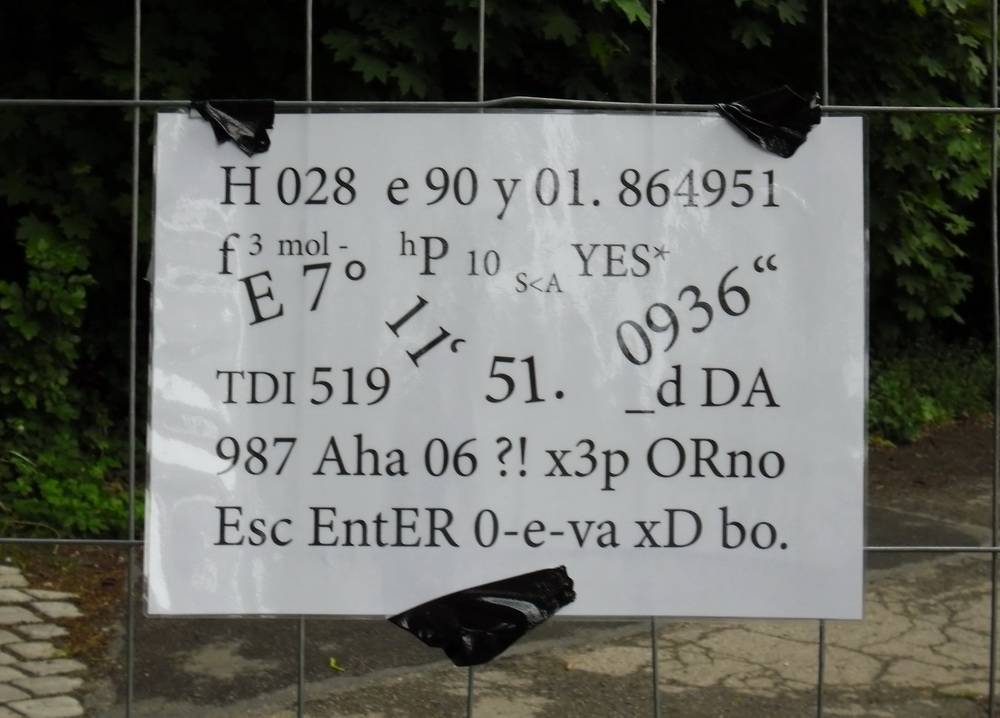 H 028 e 90 y 01. 864951
f 3 mol - hP 10 S<A YES*
E 7° 11‘ 51. 0936“
TDI 519 _d DA
987 Aha 06 ?! x3p ORno
Esc EntER 0-e-va xD bo.